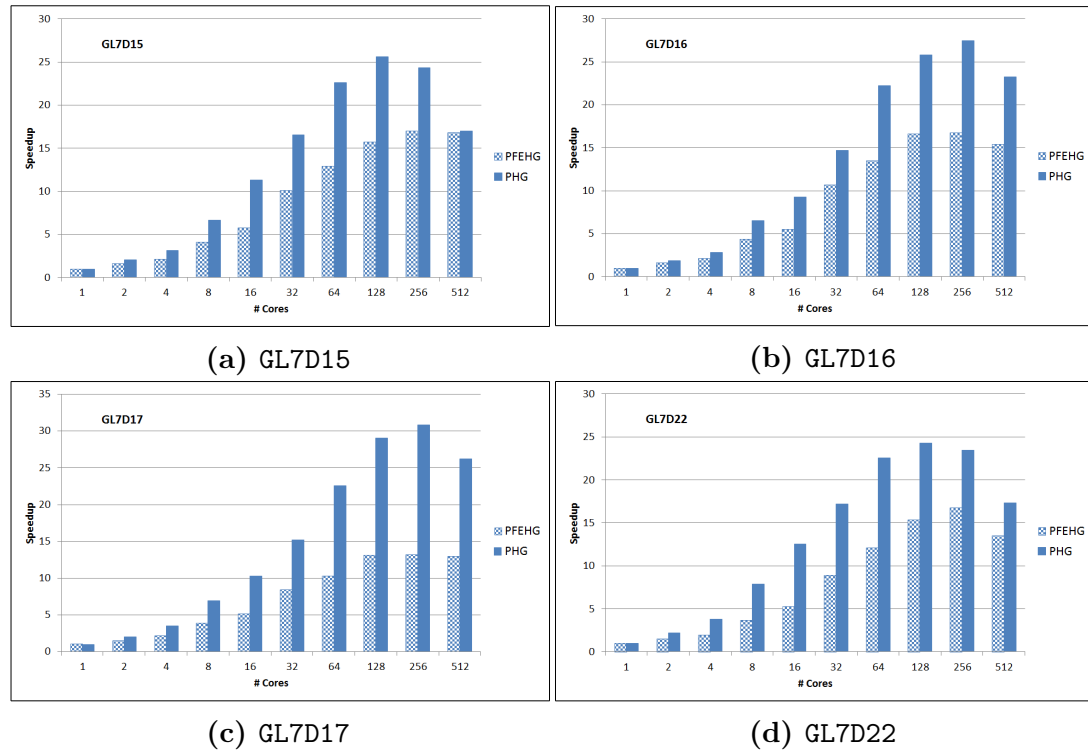 30
25
20
15
10
5
0
Speedup
GL7D15
1 2 4 8 16 32 64 128 256 512
# Cores
PFEHG
PHG
(a) GL7D15
30
25
20
15
10
5
0
Speedup
GL7D16
1 2 4 8 16 32 64 128 256 512
# Cores
PFEHG
PHG
(b) GL7D16
35
30
25
20
15
10
5
0
Speedup
GL7D17
1 2 4 8 16 32 64 128 256 512
# Cores
PFEHG
PHG
(c) GL7D17
30
25
20
15
10
5
0
Speedup
GL7D22
1 2 4 8 16 32 64 128 256 512
# Cores
PFEHG
PHG
(d) GL7D22